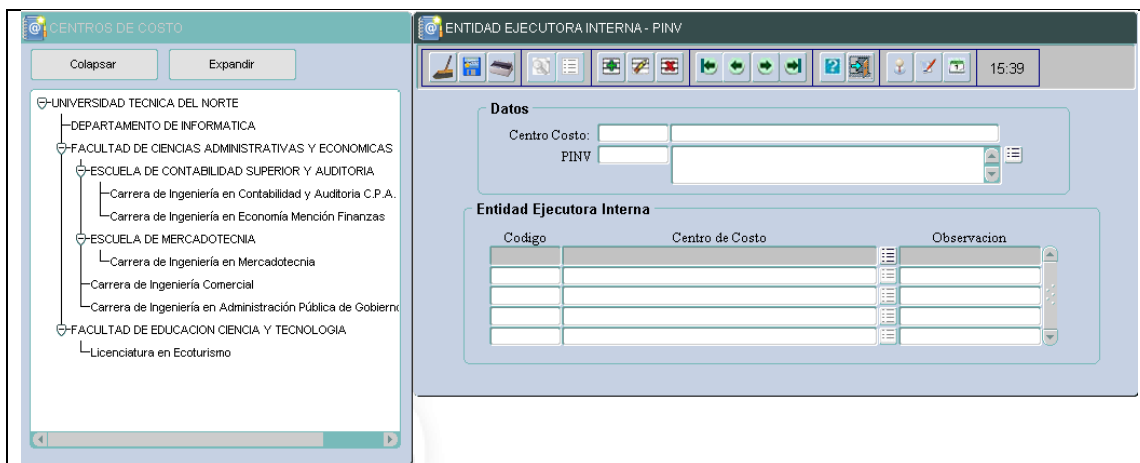 CENTROS DE COSTO
Colapsar Expandir
UNIVERSIDAD TECNICA DEL NORTE
DEPARTAMENTO DE INFORMATICA
FACULTAD DE CIENCIAS ADMINISTRATIVAS Y ECONOMICAS
ESCUELA DE CONTABILIDAD SUPERIOR Y AUDITORIA
Carrera de Ingeniería en Contabilidad y Auditoria C.P.A.
Carrera de Ingeniería en Economía Mención Finanzas
ESCUELA DE MERCADOTECNIA
Carrera de Ingeniería en Mercadotecnia
Carrera de Ingeniería Comercial
Carrera de Ingeniería en Administración Pública de Gobierno
FACULTAD DE EDUCACION CIENCIA Y TECNOLOGIA
Licenciatura en Ecoturismo
ENTIDAD EJECUTORA INTERNA - PINV
15:39
Datos
Centro Costo:
PINV
Entidad Ejecutora Interna
Codigo Centro de Costo Observacion